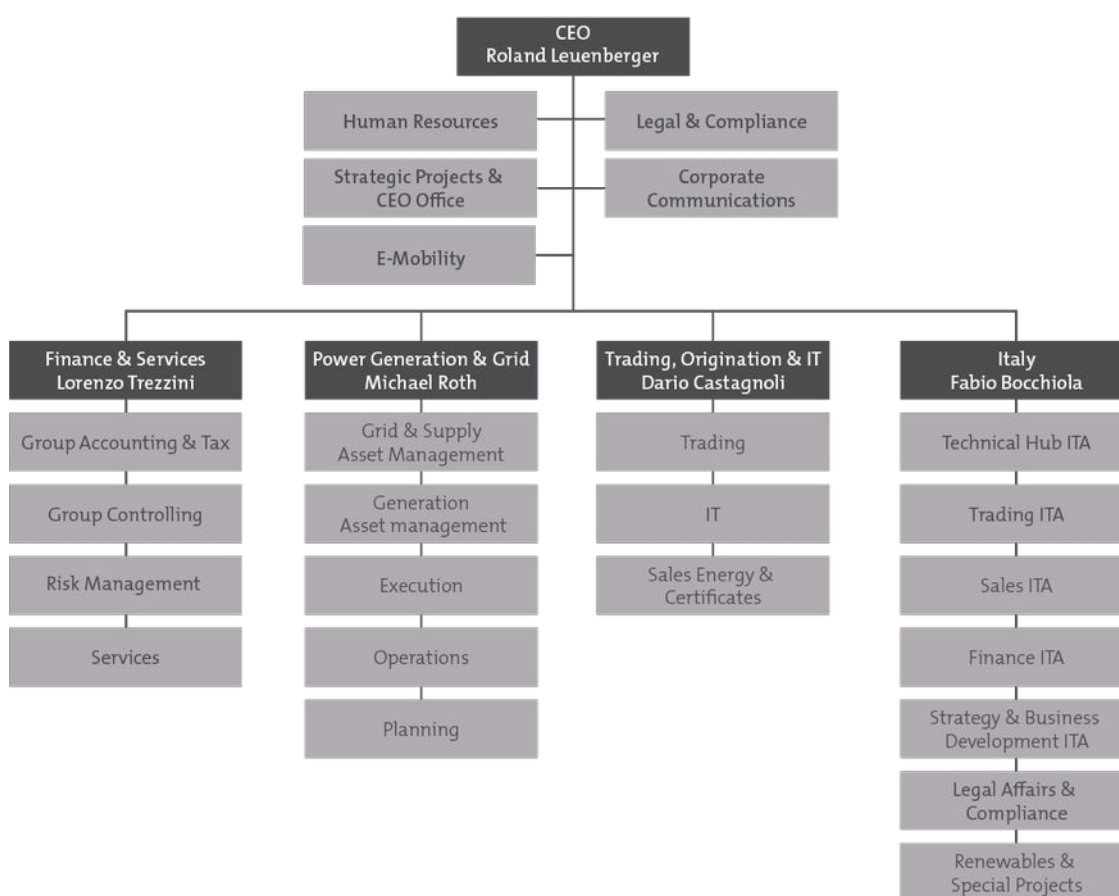 CEO
Roland Leuenberger
Human Resources
Legal & Compliance
Strategic Projects &
CEO Office
Corporate
Communications
E-Mobility
Finance & Services
Lorenzo Trezzini
Group Accounting & Tax
Group Controlling
Risk Management
Services
Power Generation & Grid
Michael Roth
Grid & Supply
Asset Management
Generation
Asset management
Execution
Operations
Planning
Trading, Origination & IT
Dario Castagnoli
Trading
IT
Sales Energy &
Certificates
Italy
Fabio Bocchiola
Technical Hub ITA
Trading ITA
Sales ITA
Finance ITA
Strategy & Business
Development ITA
Legal Affairs &
Compliance
Renewables &
Special Projects